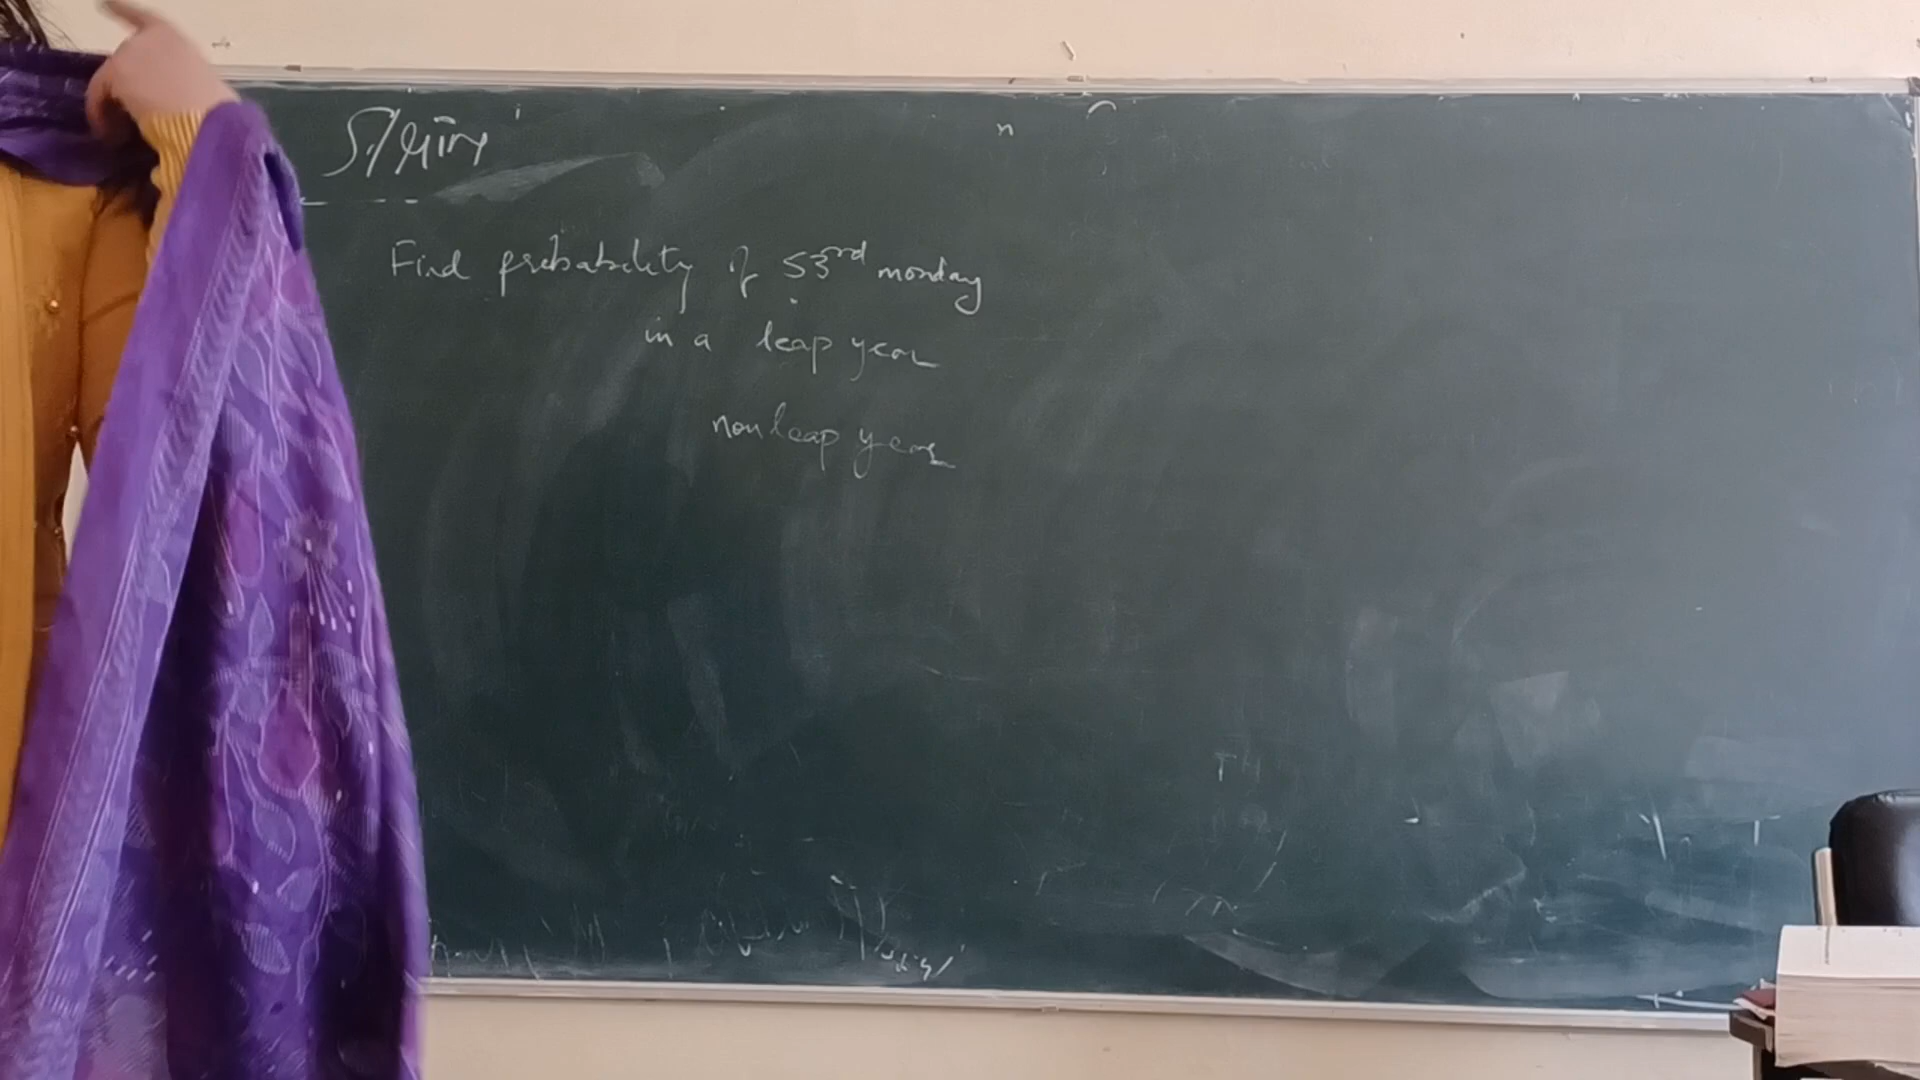 Find probability of 53rd monday
in a leap year
non leap year